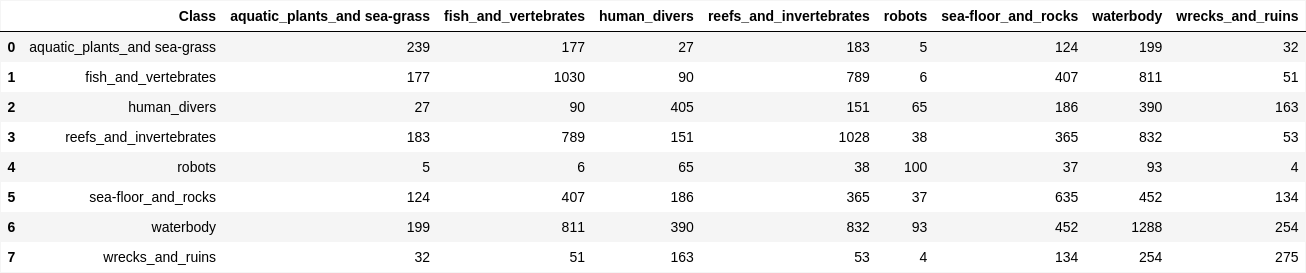 Class aquatic_plants_and sea-grass fish_and_vertebrates human_divers reefs_and_invertebrates robots sea-floor_and_rocks waterbody wrecks_and_ruins
0 aquatic_plants_and sea-grass 239 177 27 183 5 124 199 32
1 fish_and_vertebrates 177 1030 90 789 6 407 811 51
2 human_divers 27 90 405 151 65 186 390 163
3 reefs_and_invertebrates 183 789 151 1028 38 365 832 53
4 robots 5 6 65 38 100 37 93 4
5 sea-floor_and_rocks 124 407 186 365 37 635 452 134
6 waterbody 199 811 390 832 93 452 1288 254
7 wrecks_and_ruins 32 51 163 53 4 134 254 275